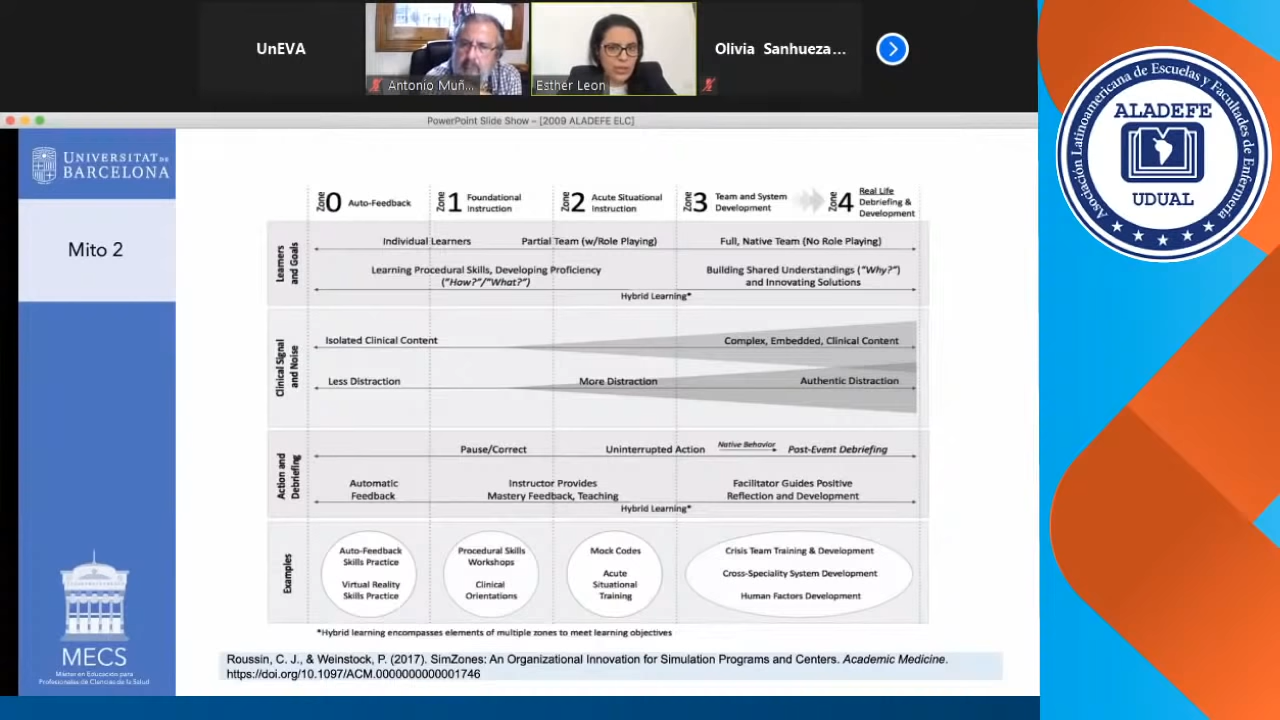 UnEVA
Antonio Muñ...
Esther Leon
Olivia Sanhueza...
Asociación Latinoamericana de Escuelas y Facultades de Enfermería
ALADEFE
UDUAL
PowerPoint Slide Show – [2009 ALADEFE ELC]
UNIVERSITAT DE
BARCELONA
Mito 2
Zone 0 Auto-Feedback
Zone 1 Foundational
Instruction
Zone 2 Acute Situational
Instruction
Zone 3 Team and System
Development
Zone 4 Real Life
Debriefing &
Development
Learners
and Goals
Individual Learners
Partial Team (w/Role Playing)
Full, Native Team (No Role Playing)
Learning Procedural Skills, Developing Proficiency
("How?"/"What?")
Building Shared Understandings ("Why?")
and Innovating Solutions
Hybrid Learning*
Clinical Signal
and Noise
Isolated Clinical Content
Complex, Embedded, Clinical Content
Less Distraction
More Distraction
Authentic Distraction
Action and
Debriefing
Pause/Correct
Uninterrupted Action
Native Behavior
Post-Event Debriefing
Automatic
Feedback
Instructor Provides
Mastery Feedback, Teaching
Facilitator Guides Positive
Reflection and Development
Hybrid Learning*
Examples
Auto-Feedback
Skills Practice
Virtual Reality
Skills Practice
Procedural Skills
Workshops
Clinical
Orientations
Mock Codes
Acute
Situational
Training
Crisis Team Training & Development
Cross-Speciality System Development
Human Factors Development
*Hybrid learning encompasses elements of multiple zones to meet learning objectives
Roussin, C. J., & Weinstock, P. (2017). SimZones: An Organizational Innovation for Simulation Programs and Centers. Academic Medicine.
https://doi.org/10.1097/ACM.0000000000001746
MECS
Máster en Educación para
Profesionales de Ciencias de la Salud